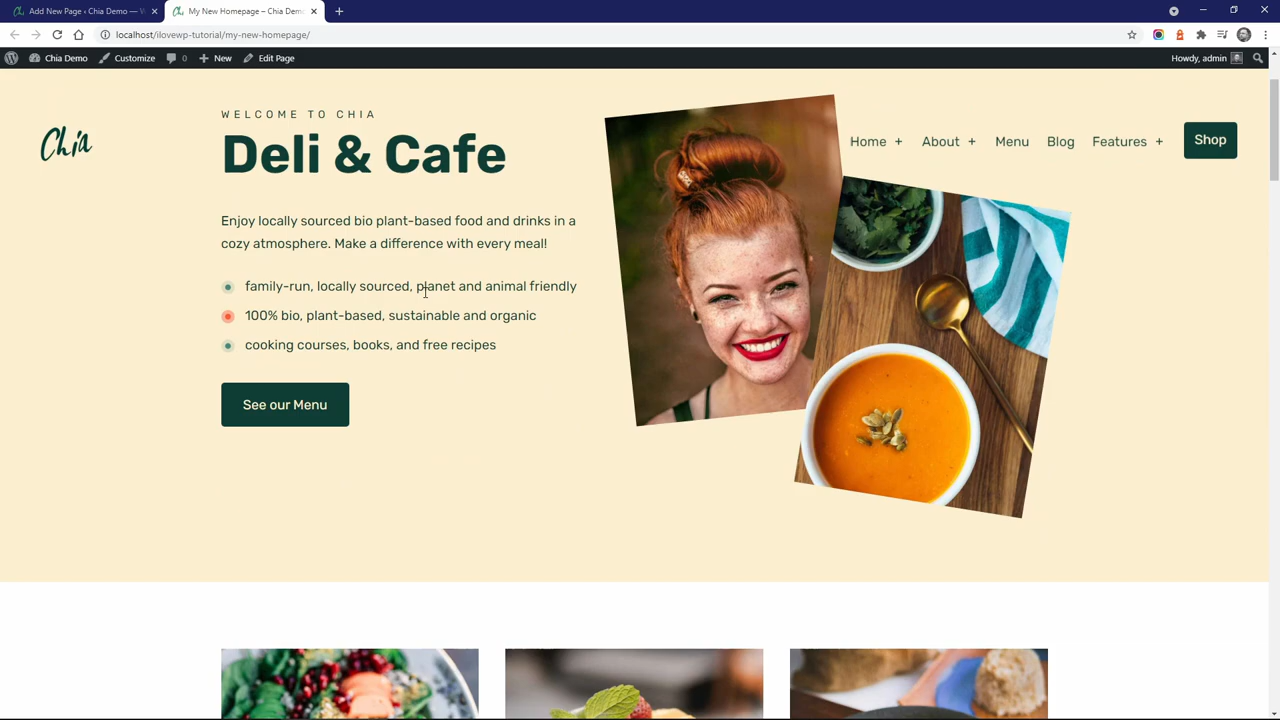 Add New Page ‹ Chia Demo — W
My New Homepage – Chia Demo
localhost/ilovewp-tutorial/my-new-homepage/
Chia Demo
Customize
0
New
Edit Page
Howdy, admin
Chia
WELCOME TO CHIA
Deli & Cafe
Home +
About +
Menu
Blog
Features +
Shop
Enjoy locally sourced bio plant-based food and drinks in a
cozy atmosphere. Make a difference with every meal!
family-run, locally sourced, planet and animal friendly
100% bio, plant-based, sustainable and organic
cooking courses, books, and free recipes
See our Menu